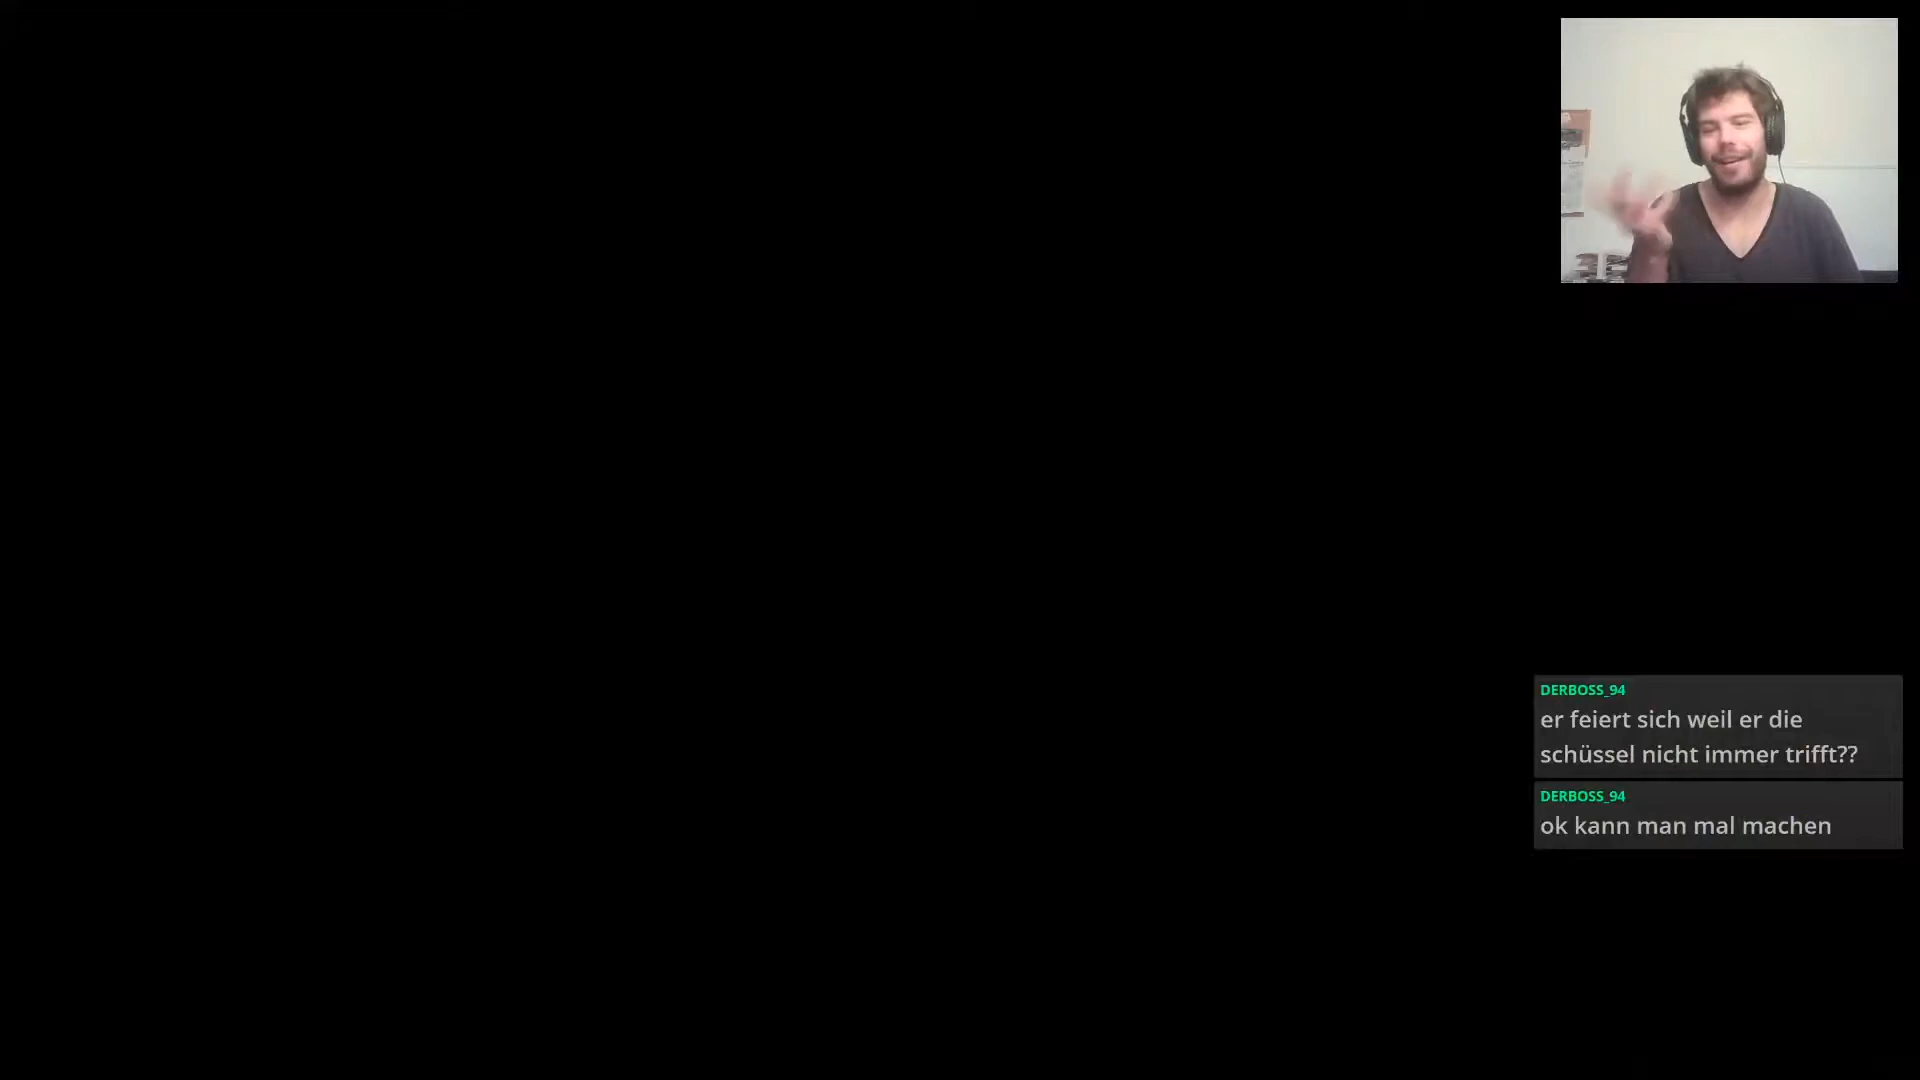 DERBOSS_94
er feiert sich weil er die
schüssel nicht immer trifft??
DERBOSS_94
ok kann man mal machen